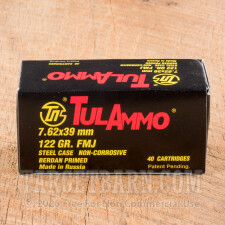 TulAmmo
7.62x39 mm
122 GR. FMJ
STEEL CASE NON-CORROSIVE
BERDAN PRIMED
Made in Russia
40 CARTRIDGES
Patent Pending.